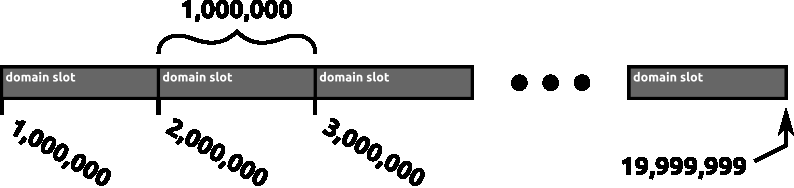 1,000,000
domain slot
domain slot
domain slot
domain slot
1,000,000
2,000,000
3,000,000
19,999,999